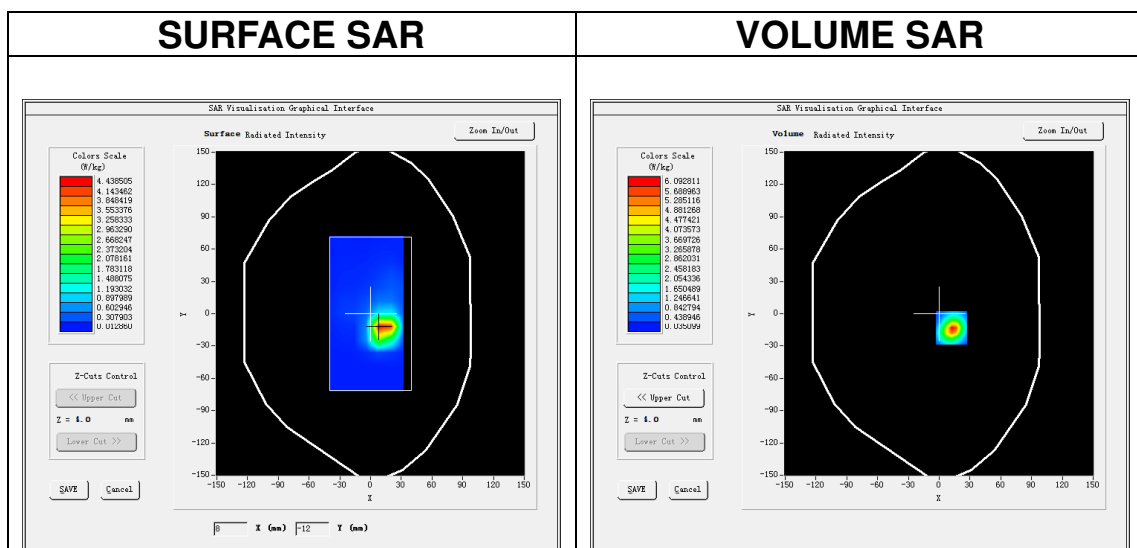 SURFACE SAR
VOLUME SAR
SAR Visualisation Graphical Interface
Surface Radiated Intensity
Zoom In/Out
Colors Scale
(W/kg)
4.438505
4.143462
3.848419
3.553376
3.258333
2.963290
2.668247
2.373204
2.078161
1.783118
1.488075
1.193032
0.897989
0.602946
0.307903
0.012860
Z-Cuts Control
<< Upper Cut
Z = 4.0 mm
Lower Cut >>
SAVE Cancel
150
120
90
60
30
0
-30
-60
-90
-120
-150
Y
-150 -120 -90 -60 -30 0 30 60 90 120 150
X
8 X (mm) -12 Y (mm)
SAR Visualisation Graphical Interface
Volume Radiated Intensity
Zoom In/Out
Colors Scale
(W/kg)
6.092811
5.688963
5.285116
4.881268
4.477421
4.073573
3.669726
3.265878
2.862031
2.458183
2.054336
1.650489
1.246641
0.842794
0.438946
0.035099
Z-Cuts Control
<< Upper Cut
Z = 4.0 mm
Lower Cut >>
SAVE Cancel
150
120
90
60
30
0
-30
-60
-90
-120
-150
Y
-150 -120 -90 -60 -30 0 30 60 90 120 150
X